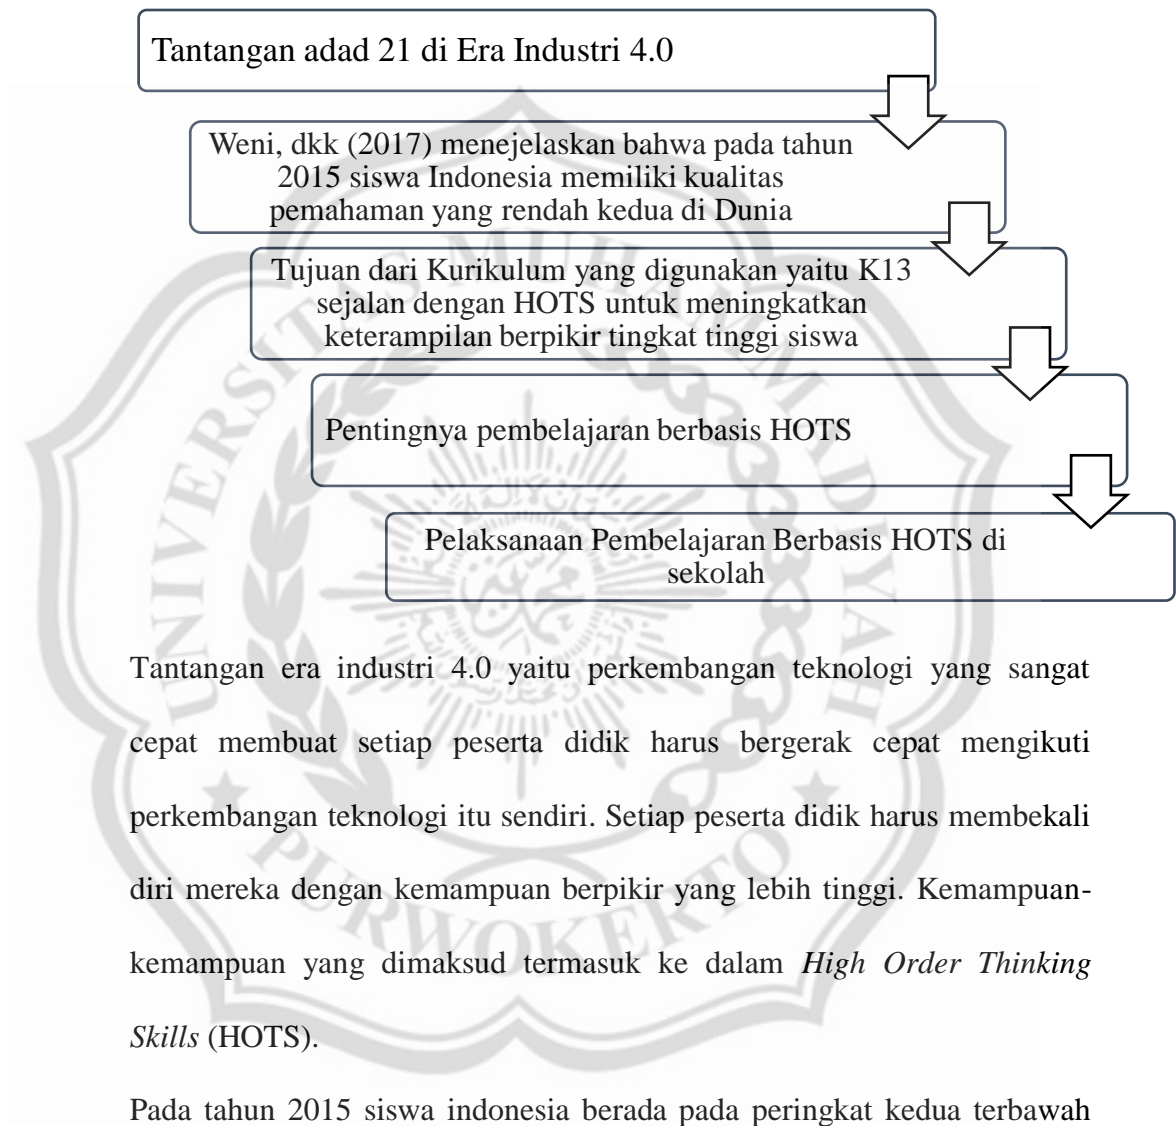 Tantangan adad 21 di Era Industri 4.0
Weni, dkk (2017) menejelaskan bahwa pada tahun
2015 siswa Indonesia memiliki kualitas
pemahaman yang rendah kedua di Dunia
Tujuan dari Kurikulum yang digunakan yaitu K13
sejalan dengan HOTS untuk meningkatkan
keterampilan berpikir tingkat tinggi siswa
Pentingnya pembelajaran berbasis HOTS
Pelaksanaan Pembelajaran Berbasis HOTS di
sekolah
Tantangan era industri 4.0 yaitu perkembangan teknologi yang sangat
cepat membuat setiap peserta didik harus bergerak cepat mengikuti
perkembangan teknologi itu sendiri. Setiap peserta didik harus membekali
diri mereka dengan kemampuan berpikir yang lebih tinggi. Kemampuan-
kemampuan yang dimaksud termasuk ke dalam High Order Thinking
Skills (HOTS).
Pada tahun 2015 siswa indonesia berada pada peringkat kedua terbawah
UNIVERSITAS MUHAMMADIYAH
PURWOKERTO